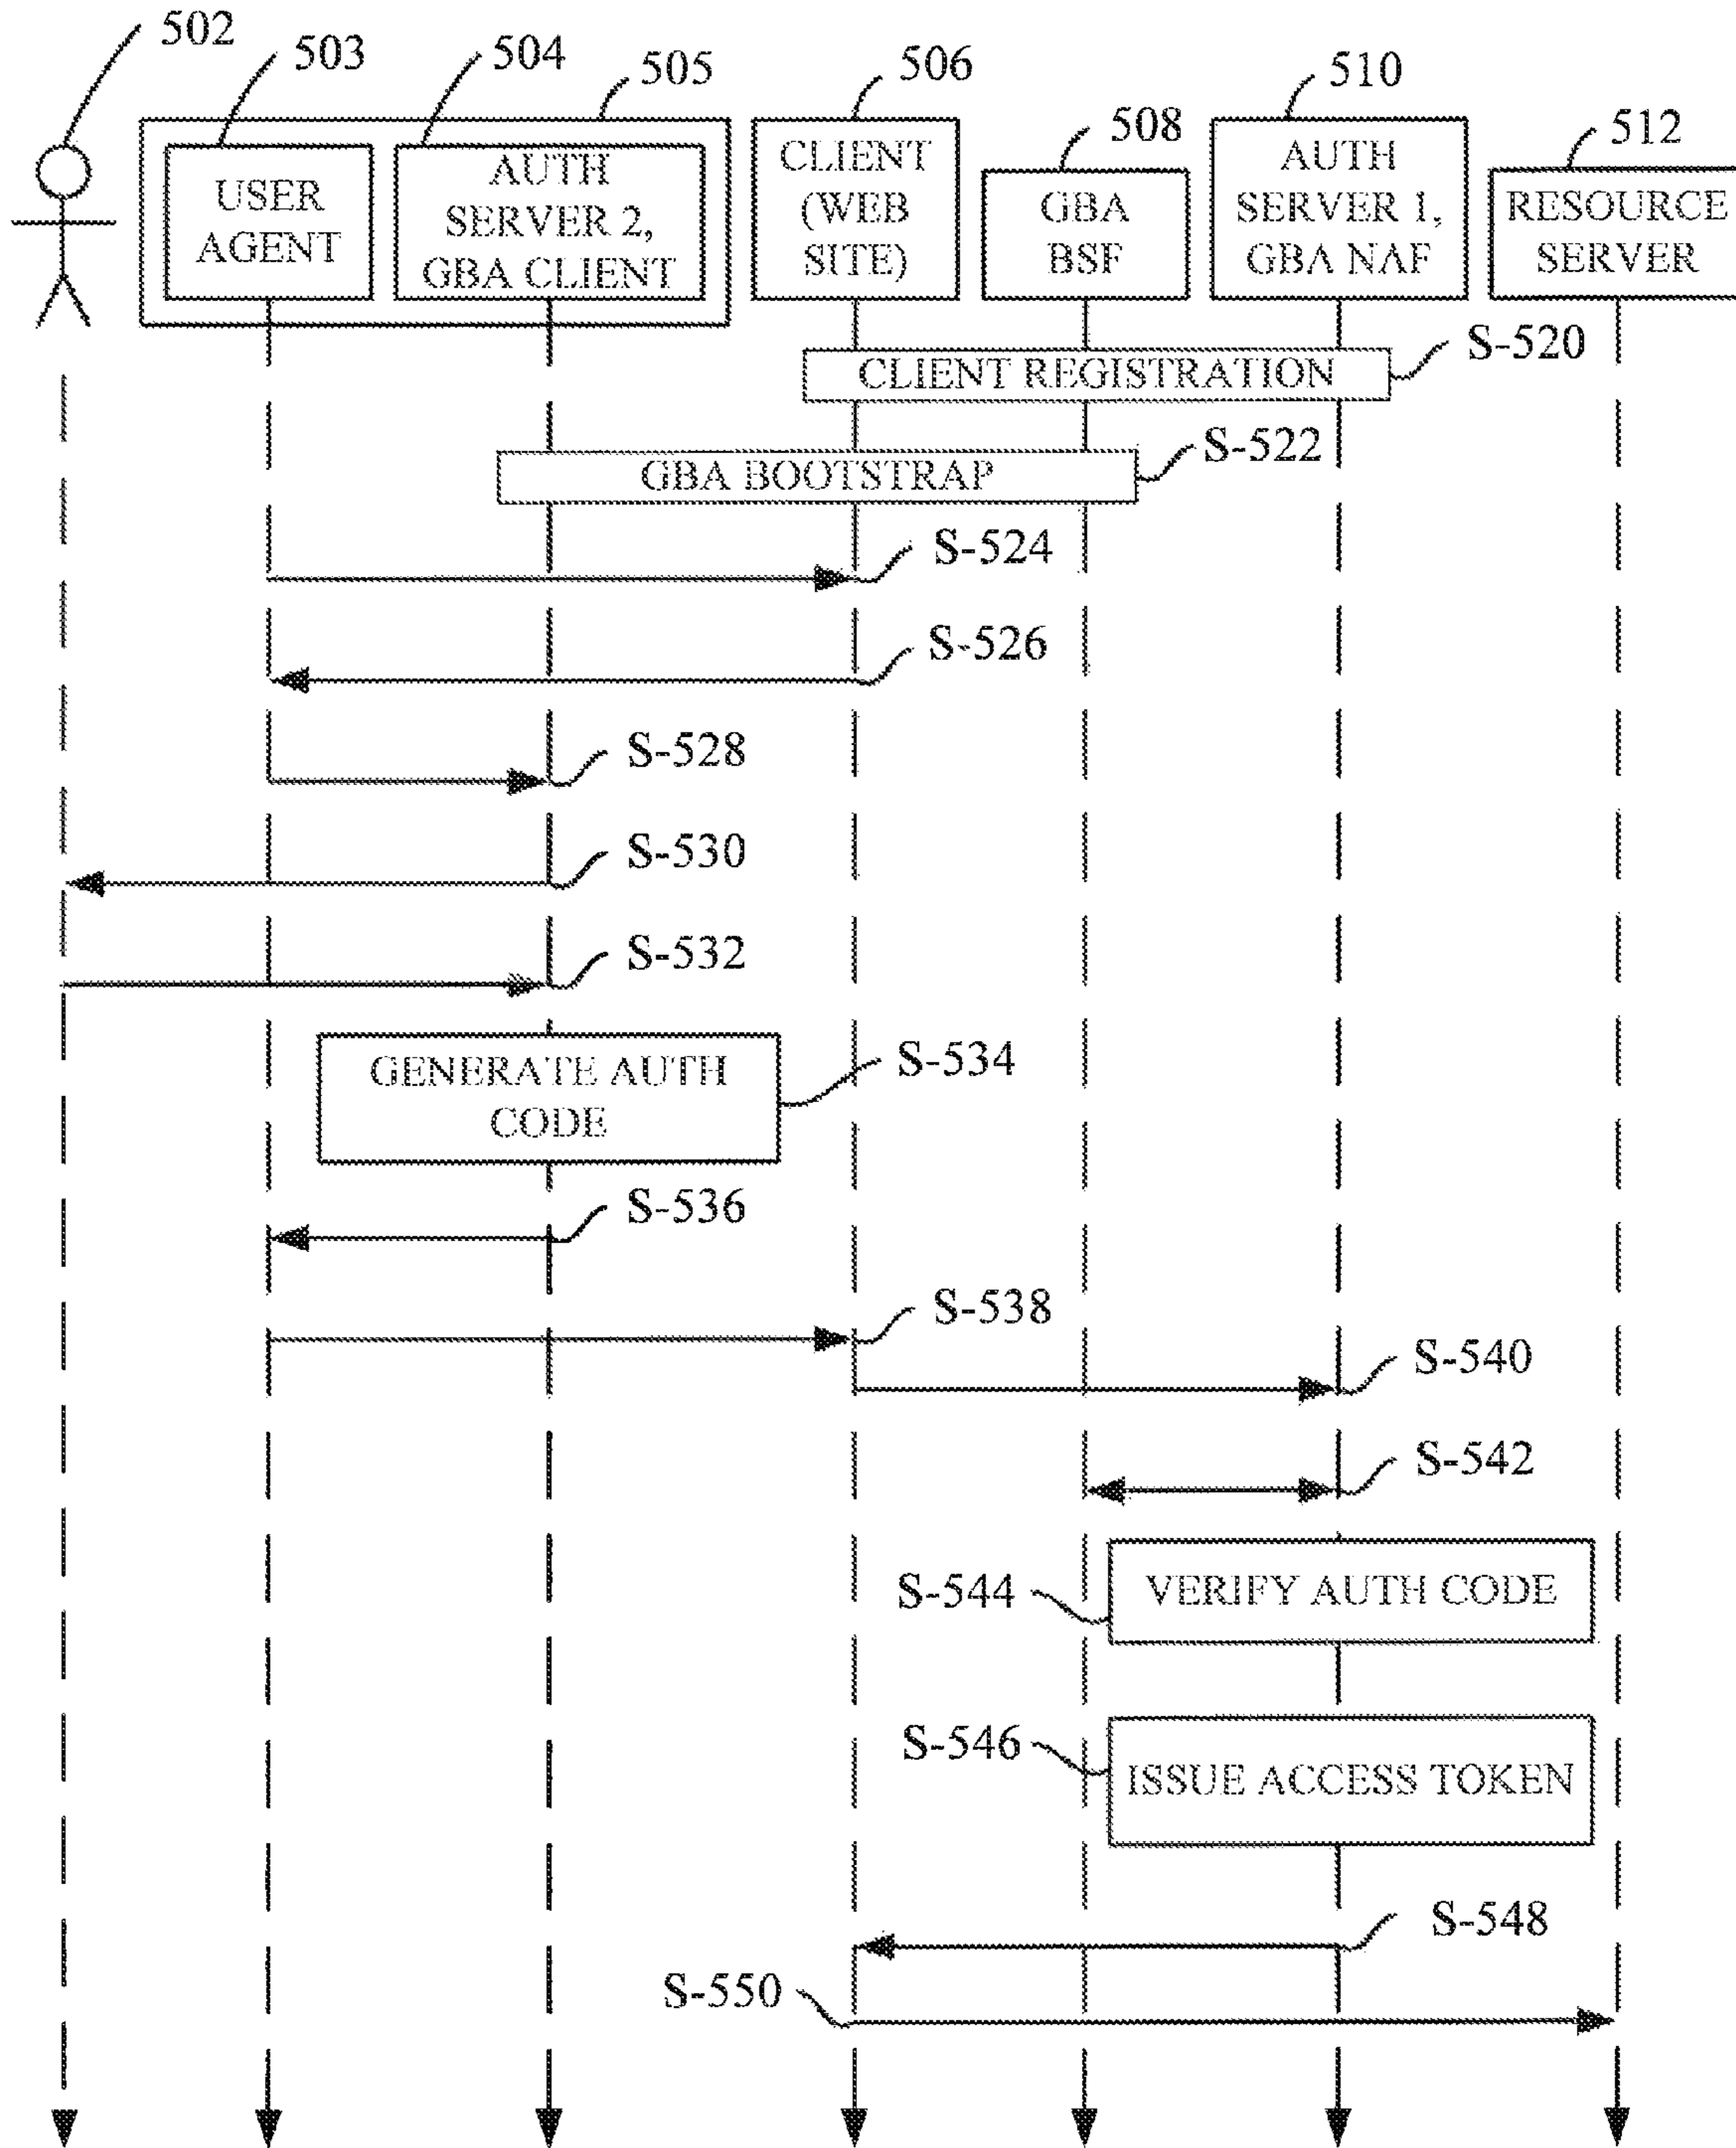 502
503
504
505
506
508
510
512
USER
AGENT
AUTH
SERVER 2,
GBA CLIENT
CLIENT
(WEB
SITE)
GBA
BSF
AUTH
SERVER 1,
GBA NAF
RESOURCE
SERVER
S-520
CLIENT REGISTRATION
S-522
GBA BOOTSTRAP
S-524
S-526
S-528
S-530
S-532
GENERATE AUTH
CODE
S-534
S-536
S-538
S-540
S-542
S-544
VERIFY AUTH CODE
S-546
ISSUE ACCESS TOKEN
S-548
S-550